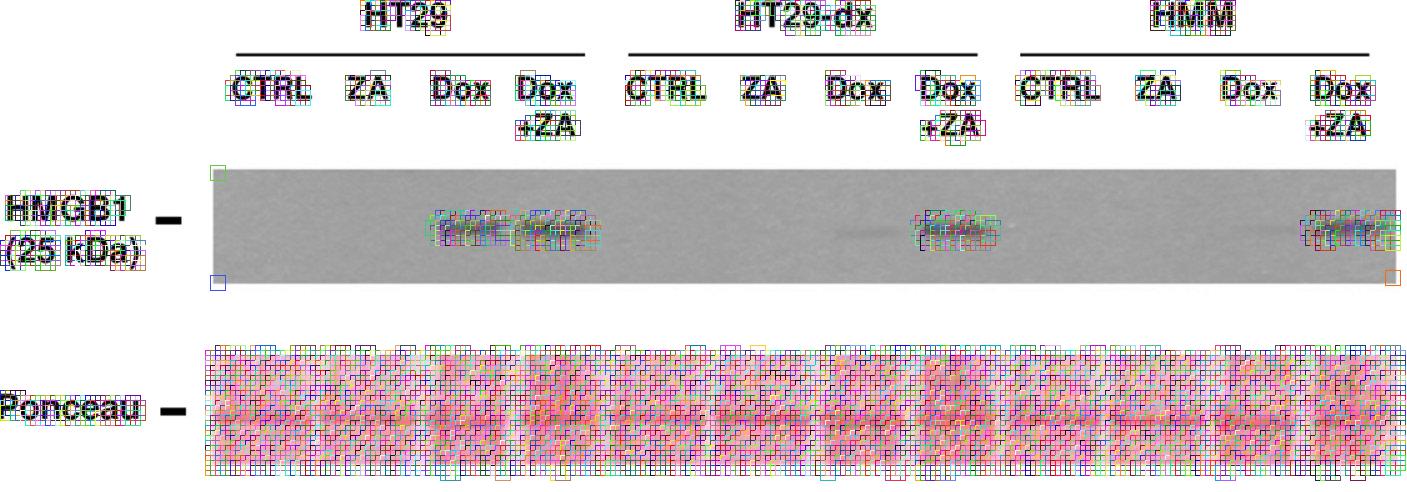 HT29 HT29-dx HMM
CTRL ZA Dox Dox +ZA CTRL ZA Dox Dox +ZA CTRL ZA Dox Dox +ZA
HMGB1
(25 kDa)
Ponceau